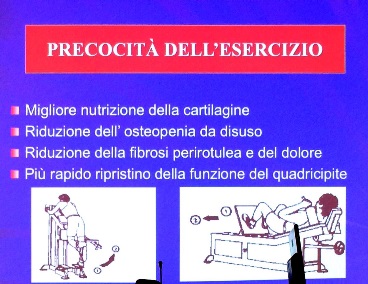 PRECOCITÀ DELL'ESERCIZIO
Migliore nutrizione della cartilagine
Riduzione dell' osteopenia da disuso
Riduzione della fibrosi perirotulea e del dolore
Più rapido ripristino della funzione del quadricipite